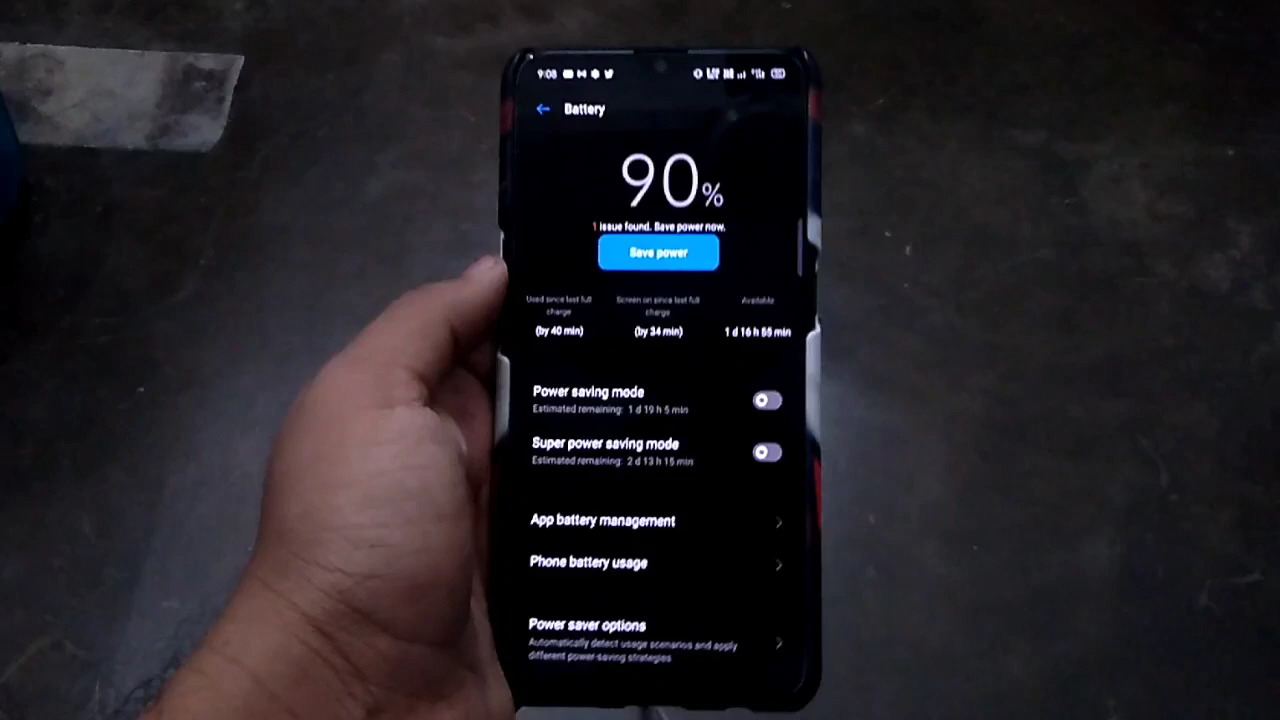 9:08
Battery
90%
1 issue found. Save power now.
Save power
Used since last full charge
Screen on since last full charge
Available
(by 40 min)
(by 34 min)
1 d 16 h 55 min
Power saving mode
Estimated remaining: 1 d 19 h 5 min
Super power saving mode
Estimated remaining: 2 d 13 h 15 min
App battery management
Phone battery usage
Power saver options
Automatically detect usage scenarios and apply
different power-saving strategies